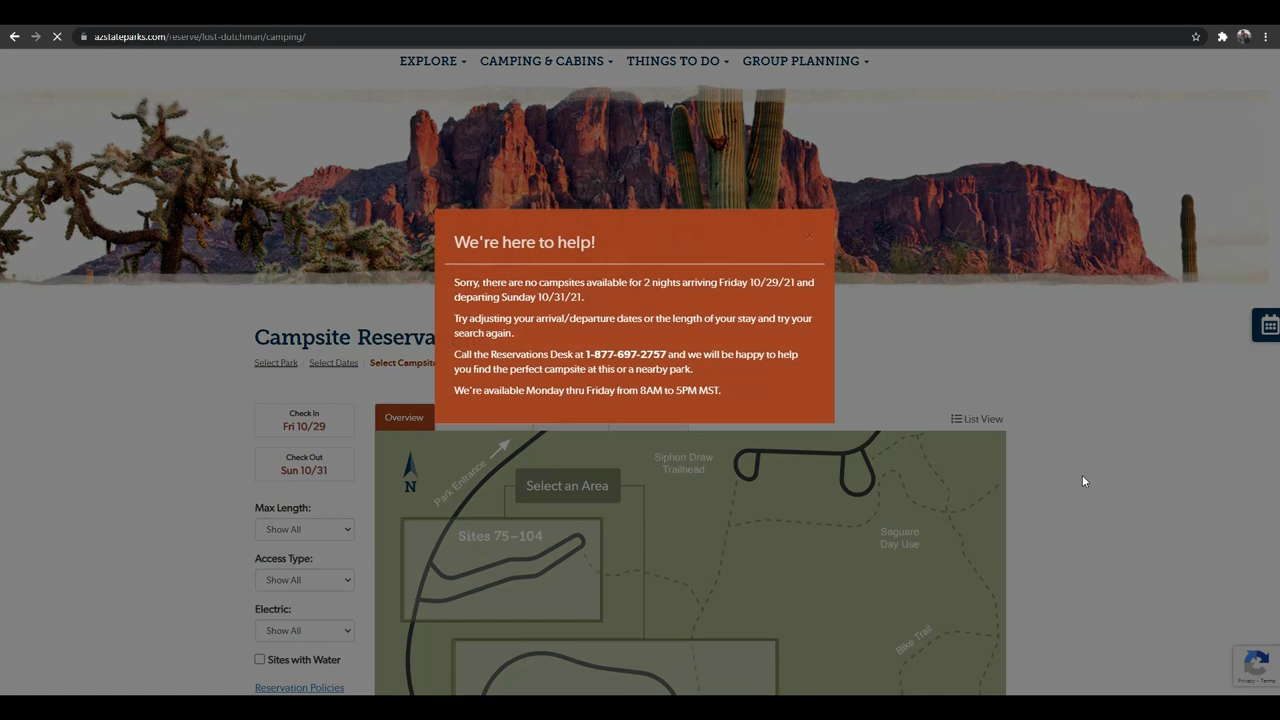 azstateparks.com/reserve/lost-dutchman/camping/
EXPLORE
CAMPING & CABINS
THINGS TO DO
GROUP PLANNING
We're here to help!
Sorry, there are no campsites available for 2 nights arriving Friday 10/29/21 and
departing Sunday 10/31/21.
Try adjusting your arrival/departure dates or the length of your stay and try your
search again.
Call the Reservations Desk at 1-877-697-2757 and we will be happy to help
you find the perfect campsite at this or a nearby park.
We're available Monday thru Friday from 8AM to 5PM MST.
Campsite Reserva
Select Park
Select Dates
Select Campsite
Check In
Fri 10/29
Check Out
Sun 10/31
Max Length:
Show All
Access Type:
Show All
Electric:
Show All
Sites with Water
Reservation Policies
Overview
List View
N
Park Entrance
Select an Area
Sites 75–104
Siphon Draw
Trailhead
Saguaro
Day Use
Bike Trail
Privacy - Terms